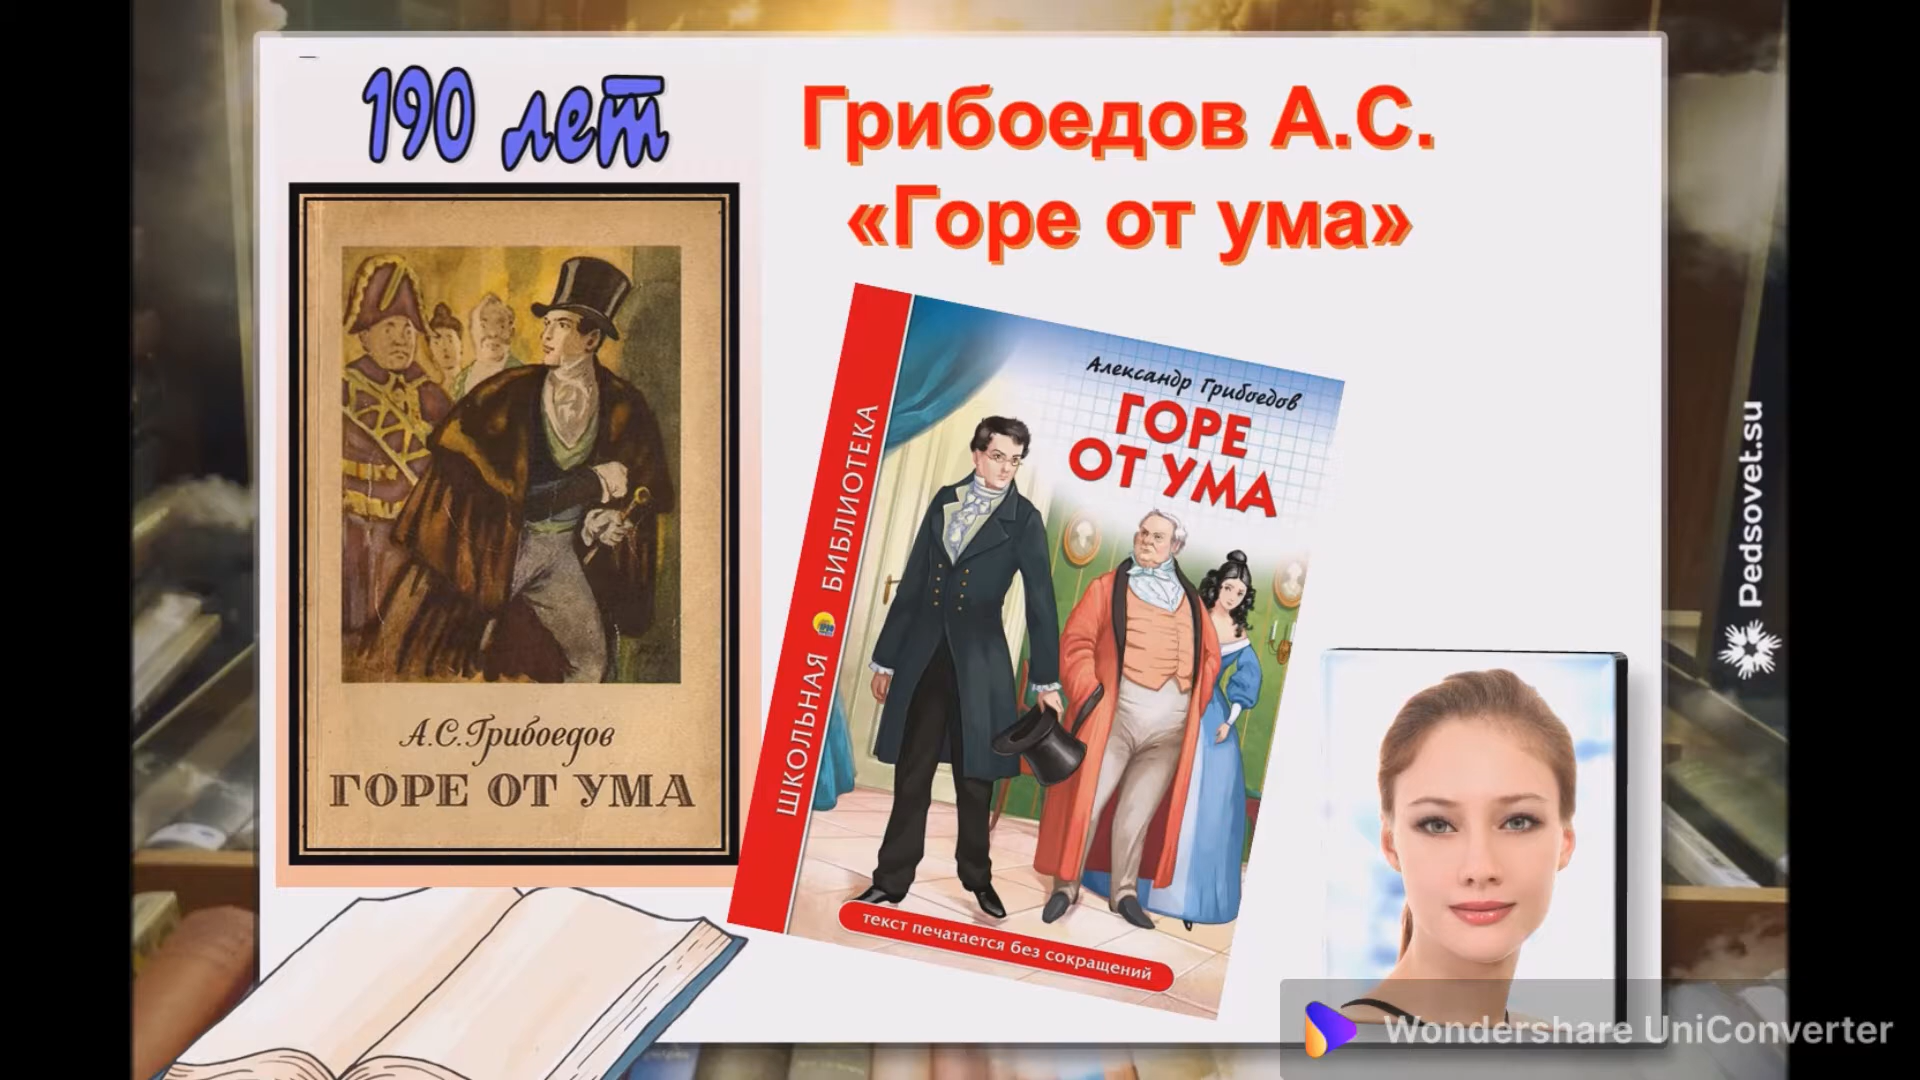 190 лет
Грибоедов А.С.
«Горе от ума»
А.С.Грибоедов
ГОРЕ ОТ УМА
ШКОЛЬНАЯ БИБЛИОТЕКА
Александр Грибоедов
ГОРЕ
ОТ УМА
текст печатается без сокращений
Pedsovet.su
Wondershare UniConverter